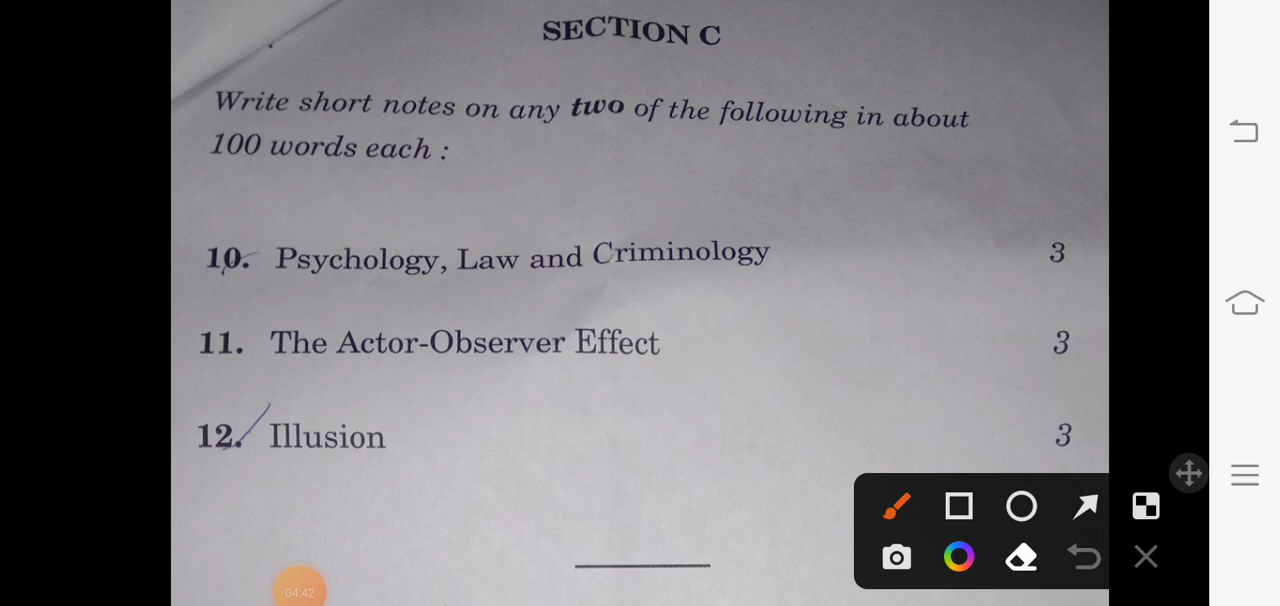 SECTION C
Write short notes on any two of the following in about
100 words each :
10. Psychology, Law and Criminology 3
11. The Actor-Observer Effect 3
12. Illusion 3
04:42